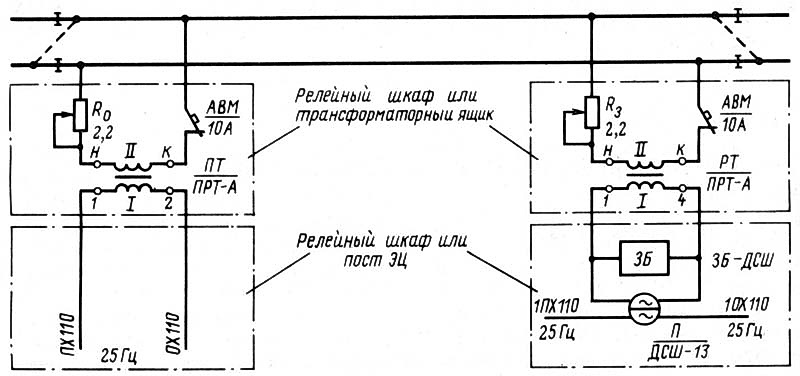 R₀
2,2
АВМ
10А
Релейный шкаф или
трансформаторный ящик
R₃
2,2
АВМ
10А
Н
II
К
ПТ
ПРТ-А
1
I
2
Н
II
К
РТ
ПРТ-А
1
I
4
Релейный шкаф или
пост ЭЦ
ПХ110
ОХ110
25 Гц
ЗБ
ЗБ-ДСШ
1ПХ110
25 Гц
1ОХ110
25 Гц
П
ДСШ-13